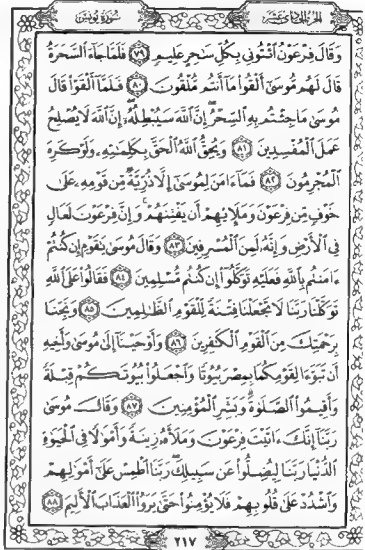 سورة يونس
الجزء الحادي عشر
وَقَالَ فِرْعَوْنُ ٱئْتُونِى بِكُلِّ سَٰحِرٍ عَلِيمٍ ﴿٧٩﴾ فَلَمَّا جَآءَ ٱلسَّحَرَةُ
قَالَ لَهُم مُّوسَىٰٓ أَلْقُوا۟ مَآ أَنتُم مُّلْقُونَ ﴿٨٠﴾ فَلَمَّآ أَلْقَوْا۟ قَالَ
مُوسَىٰ مَا جِئْتُم بِهِ ٱلسِّحْرُ ۖ إِنَّ ٱللَّهَ سَيُبْطِلُهُۥٓ ۖ إِنَّ ٱللَّهَ لَا يُصْلِحُ
عَمَلَ ٱلْمُفْسِدِينَ ﴿٨١﴾ وَيُحِقُّ ٱللَّهُ ٱلْحَقَّ بِكَلِمَٰتِهِۦ وَلَوْ كَرِهَ
ٱلْمُجْرِمُونَ ﴿٨٢﴾ فَمَآ ءَامَنَ لِمُوسَىٰٓ إِلَّا ذُرِّيَّةٌ مِّن قَوْمِهِۦ عَلَىٰ
خَوْفٍ مِّن فِرْعَوْنَ وَمَلَإِي۟هِمْ أَن يَفْتِنَهُمْ ۚ وَإِنَّ فِرْعَوْنَ لَعَالٍ
فِى ٱلْأَرْضِ وَإِنَّهُۥ لَمِنَ ٱلْمُسْرِفِينَ ﴿٨٣﴾ وَقَالَ مُوسَىٰ يَٰقَوْمِ إِن كُنتُمْ
ءَامَنتُم بِٱللَّهِ فَعَلَيْهِ تَوَكَّلُوٓا۟ إِن كُنتُم مُّسْلِمِينَ ﴿٨٤﴾ فَقَالُوا۟ عَلَى ٱللَّهِ
تَوَكَّلْنَا رَبَّنَا لَا تَجْعَلْنَا فِتْنَةً لِّلْقَوْمِ ٱلظَّٰلِمِينَ ﴿٨٥﴾ وَنَجِّنَا
بِرَحْمَتِكَ مِنَ ٱلْقَوْمِ ٱلْكَٰفِرِينَ ﴿٨٦﴾ وَأَوْحَيْنَآ إِلَىٰ مُوسَىٰ وَأَخِيهِ
أَن تَبَوَّءَا لِقَوْمِكُمَا بِمِصْرَ بُيُوتًا وَٱجْعَلُوا۟ بُيُوتَكُمْ قِبْلَةً
وَأَقِيمُوا۟ ٱلصَّلَوٰةَ ۗ وَبَشِّرِ ٱلْمُؤْمِنِينَ ﴿٨٧﴾ وَقَالَ مُوسَىٰ
رَبَّنَآ إِنَّكَ ءَاتَيْتَ فِرْعَوْنَ وَمَلَأَهُۥ زِينَةً وَأَمْوَٰلًا فِى ٱلْحَيَوٰةِ
ٱلدُّنْيَا رَبَّنَا لِيُضِلُّوا۟ عَن سَبِيلِكَ ۖ رَبَّنَا ٱطْمِسْ عَلَىٰٓ أَمْوَٰلِهِمْ
وَٱشْدُدْ عَلَىٰ قُلُوبِهِمْ فَلَا يُؤْمِنُوا۟ حَتَّىٰ يَرَوُا۟ ٱلْعَذَابَ ٱلْأَلِيمَ ﴿٨٨﴾
٢١٧